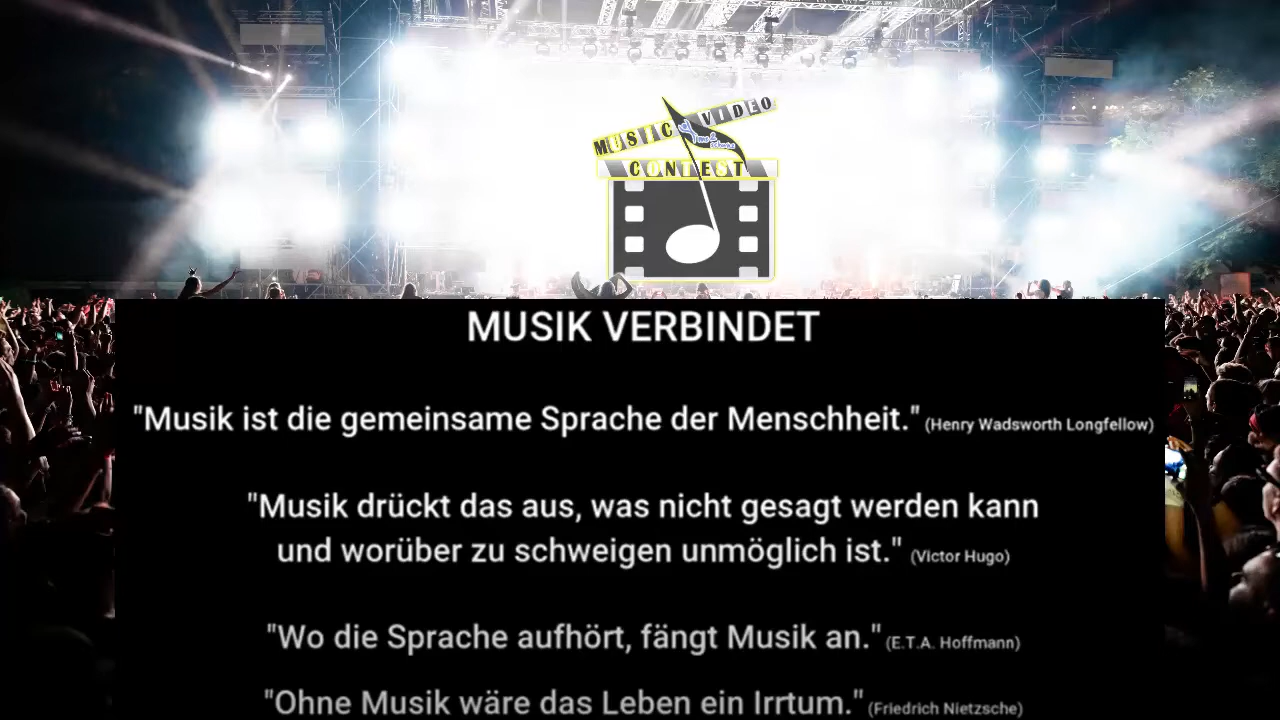 MUSIC VIDEO
CONTEST
MUSIK VERBINDET
"Musik ist die gemeinsame Sprache der Menschheit." (Henry Wadsworth Longfellow)
"Musik drückt das aus, was nicht gesagt werden kann
und worüber zu schweigen unmöglich ist." (Victor Hugo)
"Wo die Sprache aufhört, fängt Musik an." (E.T.A. Hoffmann)
"Ohne Musik wäre das Leben ein Irrtum." (Friedrich Nietzsche)